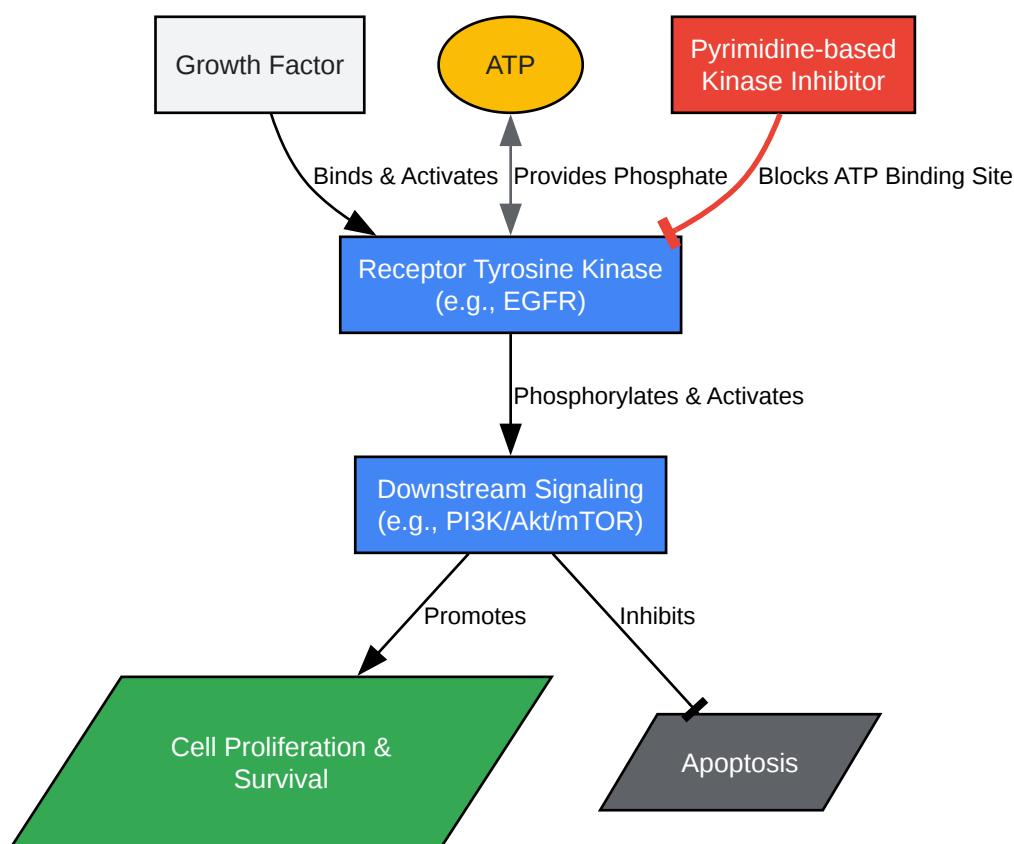 Growth Factor
ATP
Pyrimidine-based
Kinase Inhibitor
Binds & Activates
Provides Phosphate
Blocks ATP Binding Site
Receptor Tyrosine Kinase
(e.g., EGFR)
Phosphorylates & Activates
Downstream Signaling
(e.g., PI3K/Akt/mTOR)
Promotes
Inhibits
Cell Proliferation &
Survival
Apoptosis